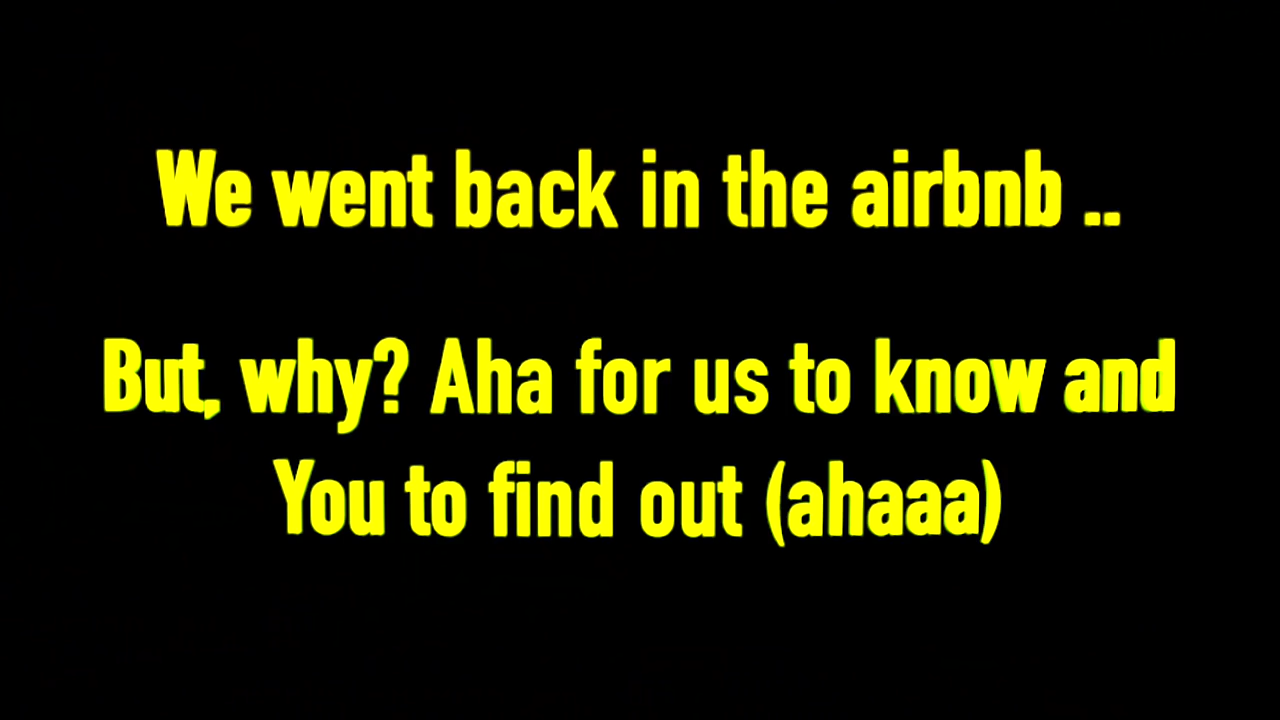 We went back in the airbnb ..
But, why? Aha for us to know and
You to find out (ahaaa)